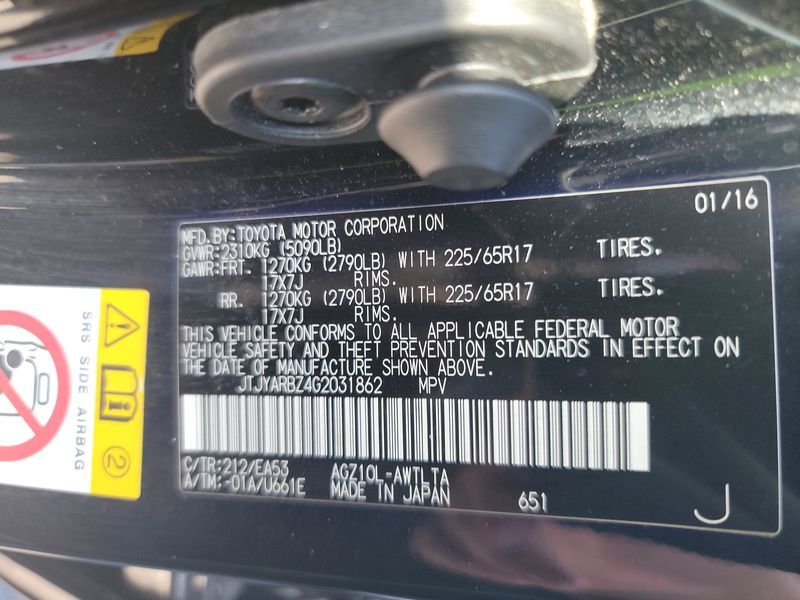 01/16
MFD.BY:TOYOTA MOTOR CORPORATION
GVWR:2310KG (5090LB)
GAWR:FRT. 1270KG (2790LB) WITH 225/65R17 TIRES.
17X7J RIMS.
RR. 1270KG (2790LB) WITH 225/65R17 TIRES.
17X7J RIMS.
THIS VEHICLE CONFORMS TO ALL APPLICABLE FEDERAL MOTOR
VEHICLE SAFETY AND THEFT PREVENTION STANDARDS IN EFFECT ON
THE DATE OF MANUFACTURE SHOWN ABOVE.
JTJYARBZ4G2031862 MPV
C/TR:212/EA53 AGZ10L-AWTLTA
A/TM:-01A/U661E MADE IN JAPAN
651
J
SRS SIDE AIRBAG
2